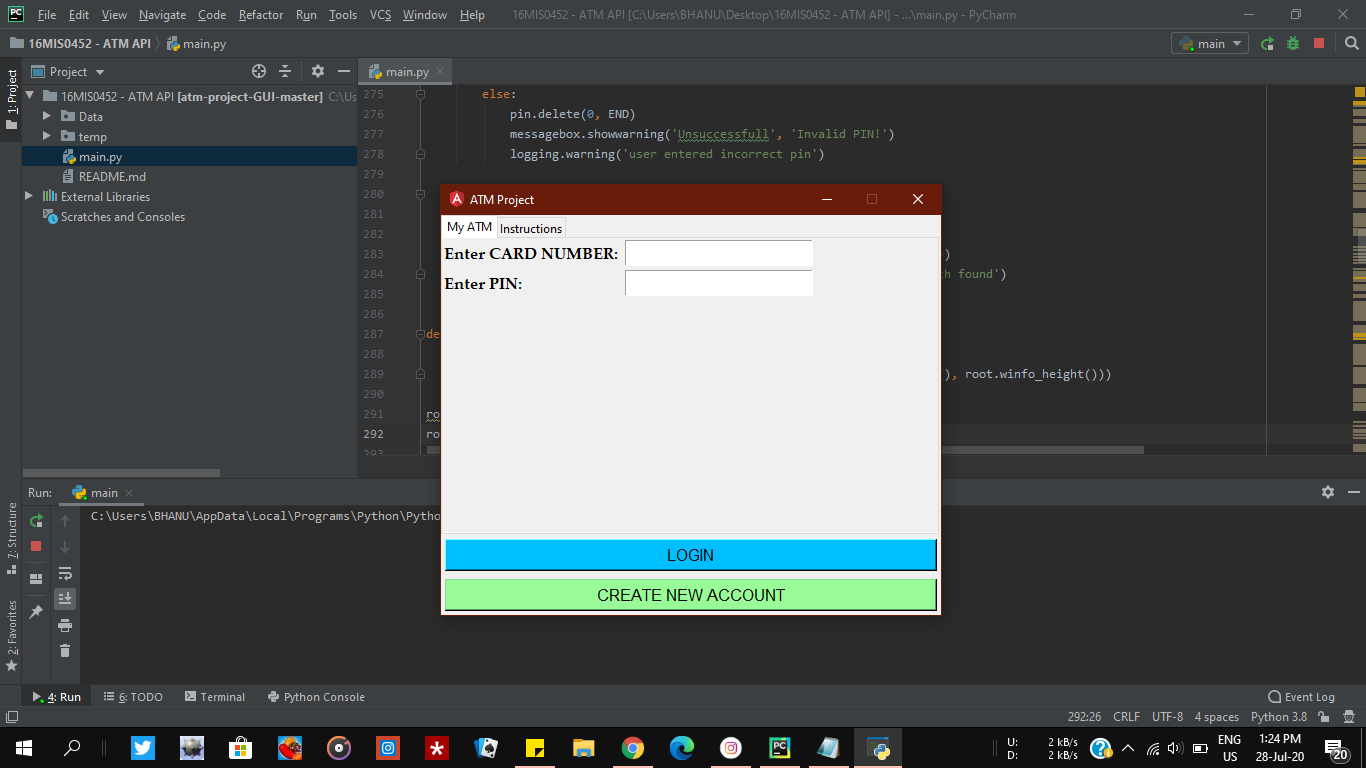 PC File Edit View Navigate Code Refactor Run Tools VCS Window Help 16MIS0452 - ATM API [C:\Users\BHANU\Desktop\16MIS0452 - ATM API] - ...\main.py - PyCharm
16MIS0452 - ATM API main.py main
1: Project
Project main.py
16MIS0452 - ATM API [atm-project-GUI-master] C:\Us
Data
temp
main.py
README.md
External Libraries
Scratches and Consoles
275 else:
276 pin.delete(0, END)
277 messagebox.showwarning('Unsuccessfull', 'Invalid PIN!')
278 logging.warning('user entered incorrect pin')
279
280
281
282
283 )
284 h found')
285
286
287 de
288
289 (), root.winfo_height()))
290
291 ro
292 ro
293
ATM Project
My ATM Instructions
Enter CARD NUMBER:
Enter PIN:
LOGIN
CREATE NEW ACCOUNT
Run: main
C:\Users\BHANU\AppData\Local\Programs\Python\Pytho
7: Structure
2: Favorites
4: Run 6: TODO Terminal Python Console Event Log
292:26 CRLF UTF-8 4 spaces Python 3.8
U: 2 kB/s
D: 2 kB/s
ENG
US
1:24 PM
28-Jul-20
20
PC